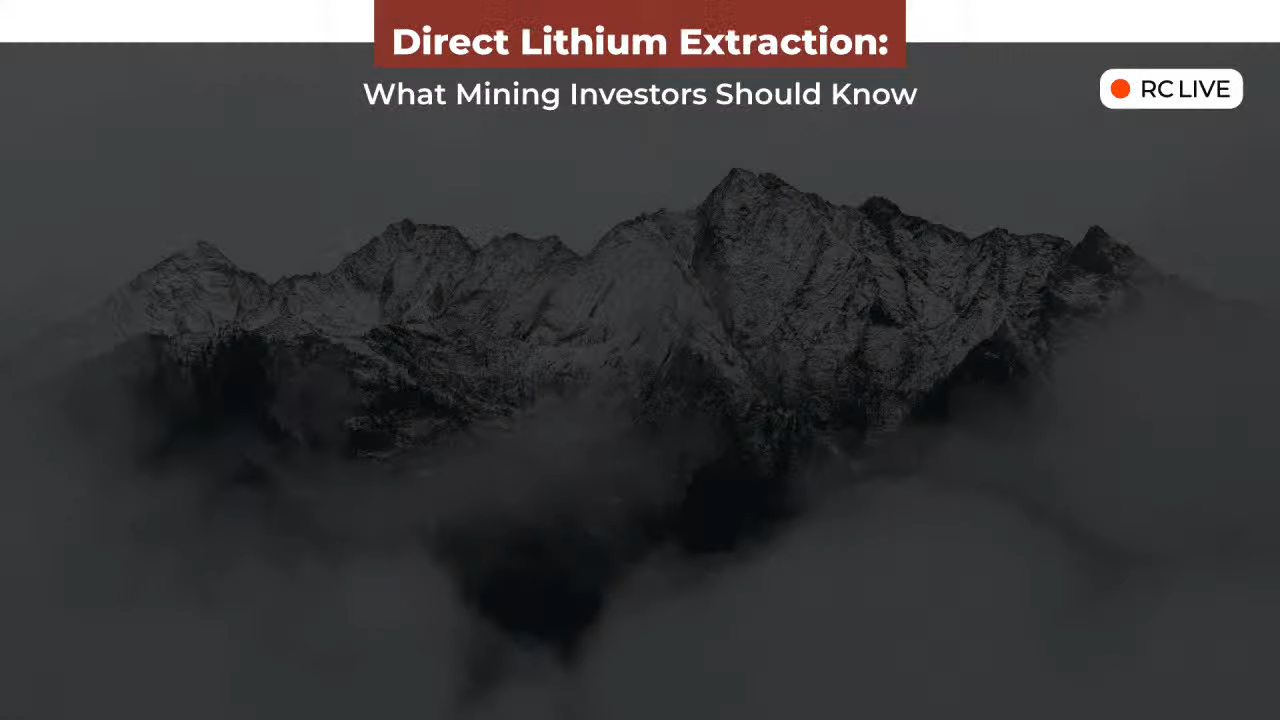 Direct Lithium Extraction:
What Mining Investors Should Know
RC LIVE